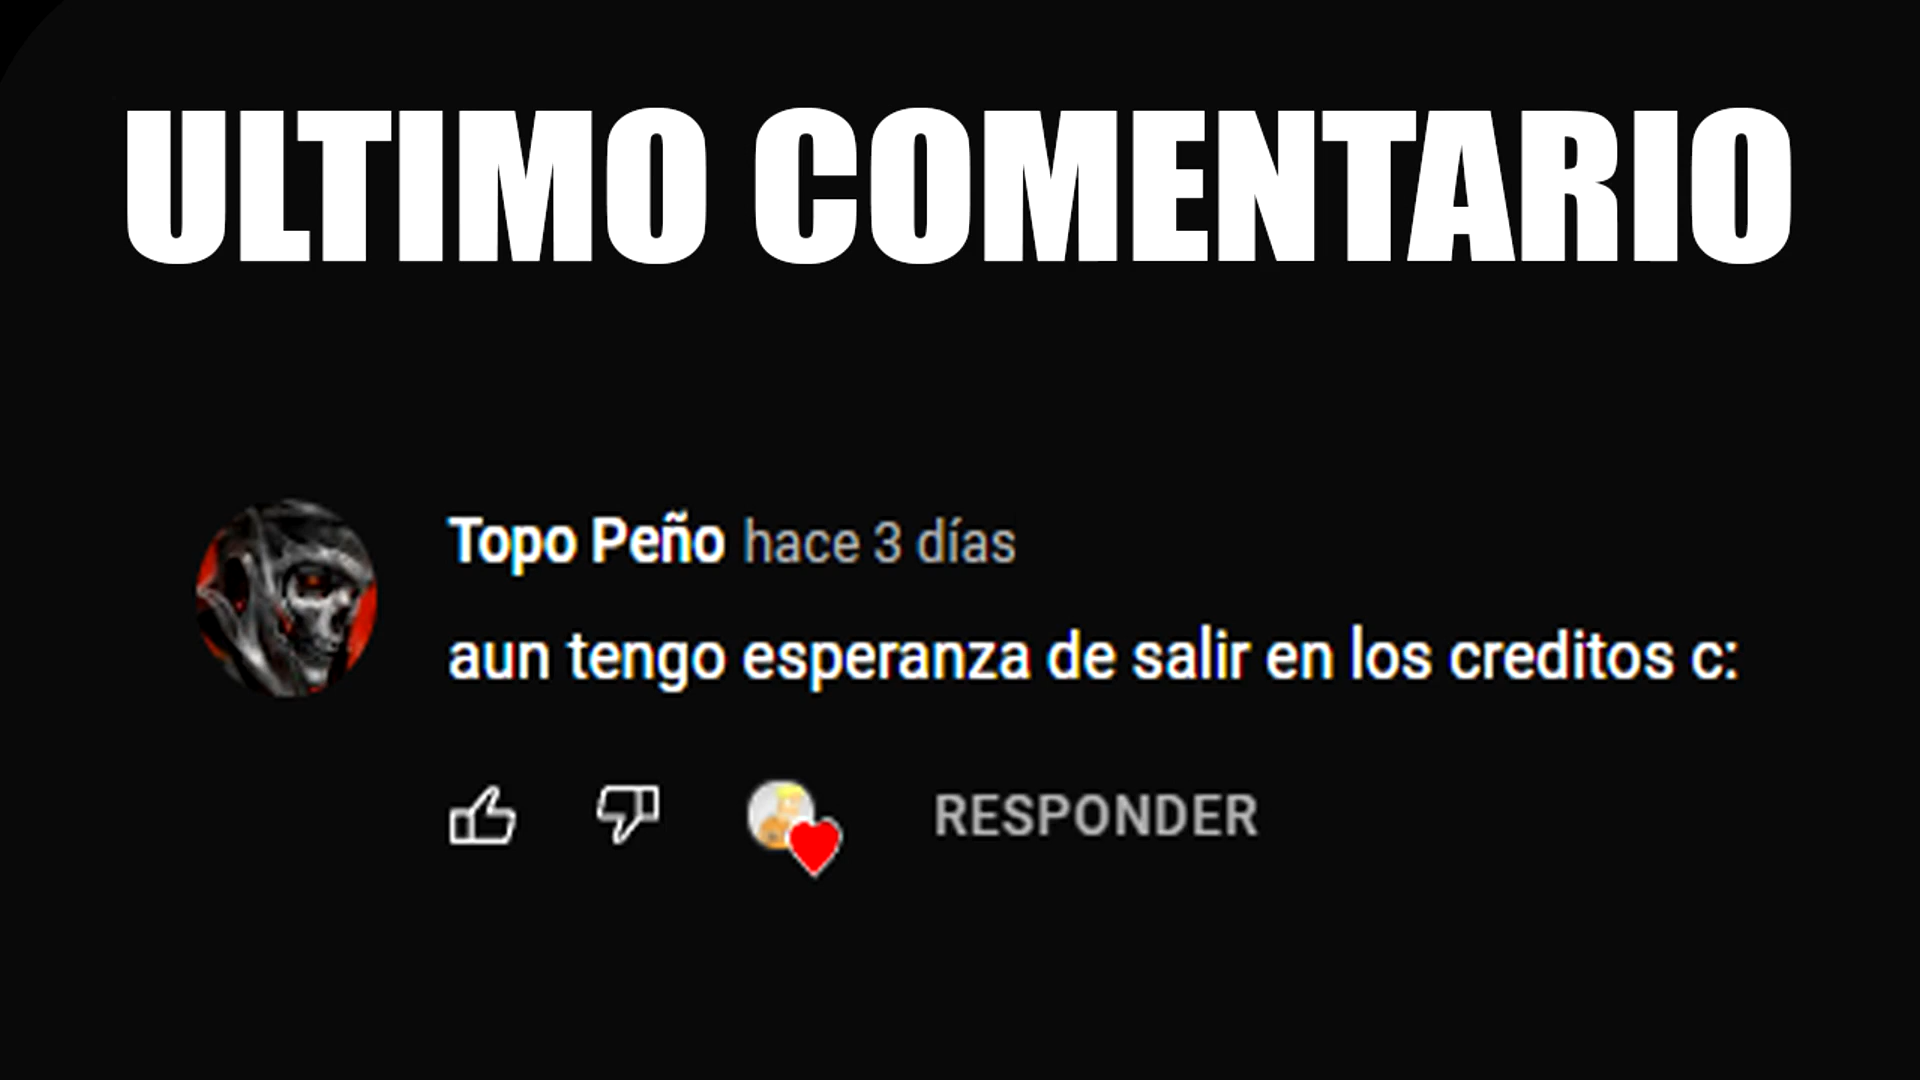 ULTIMO COMENTARIO
Topo Peño hace 3 días
aun tengo esperanza de salir en los creditos c:
RESPONDER